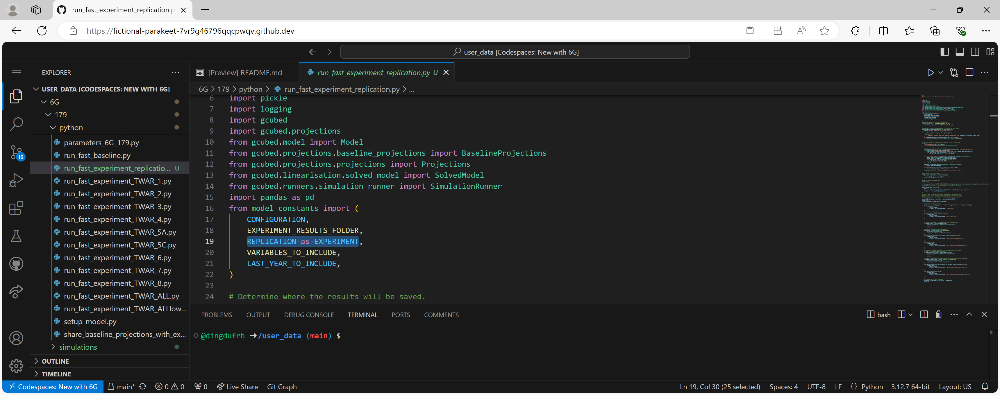 run_fast_experiment_replication.p
https://fictional-parakeet-7vr9g46796qqcpwqv.github.dev
user_data [Codespaces: New with 6G]
EXPLORER
USER_DATA [CODESPACES: NEW WITH 6G]
6G
179
python
parameters_6G_179.py
run_fast_baseline.py
run_fast_experiment_replicatio... U
run_fast_experiment_TWAR_1.py
run_fast_experiment_TWAR_2.py
run_fast_experiment_TWAR_3.py
run_fast_experiment_TWAR_4.py
run_fast_experiment_TWAR_5A.py
run_fast_experiment_TWAR_5C.py
run_fast_experiment_TWAR_6.py
run_fast_experiment_TWAR_7.py
run_fast_experiment_TWAR_8.py
run_fast_experiment_TWAR_ALL.py
run_fast_experiment_TWAR_ALLlow...
setup_model.py
share_baseline_projections_with_ex...
simulations
OUTLINE
TIMELINE
16
[Preview] README.md
run_fast_experiment_replication.py U
6G > 179 > python > run_fast_experiment_replication.py > ...
6 import pickle
7 import logging
8 import gcubed
9 import gcubed.projections
10 from gcubed.model import Model
11 from gcubed.projections.baseline_projections import BaselineProjections
12 from gcubed.projections.projections import Projections
13 from gcubed.linearisation.solved_model import SolvedModel
14 from gcubed.runners.simulation_runner import SimulationRunner
15 import pandas as pd
16 from model_constants import (
17 CONFIGURATION,
18 EXPERIMENT_RESULTS_FOLDER,
19 REPLICATION as EXPERIMENT,
20 VARIABLES_TO_INCLUDE,
21 LAST_YEAR_TO_INCLUDE,
22 )
23
24 # Determine where the results will be saved.
PROBLEMS OUTPUT DEBUG CONSOLE TERMINAL PORTS COMMENTS
bash
@dingdufrb ➜ /user_data (main) $
Codespaces: New with 6G main* 0 0 0 Live Share Git Graph
Ln 19, Col 30 (25 selected) Spaces: 4 UTF-8 LF {} Python 3.12.7 64-bit Layout: US